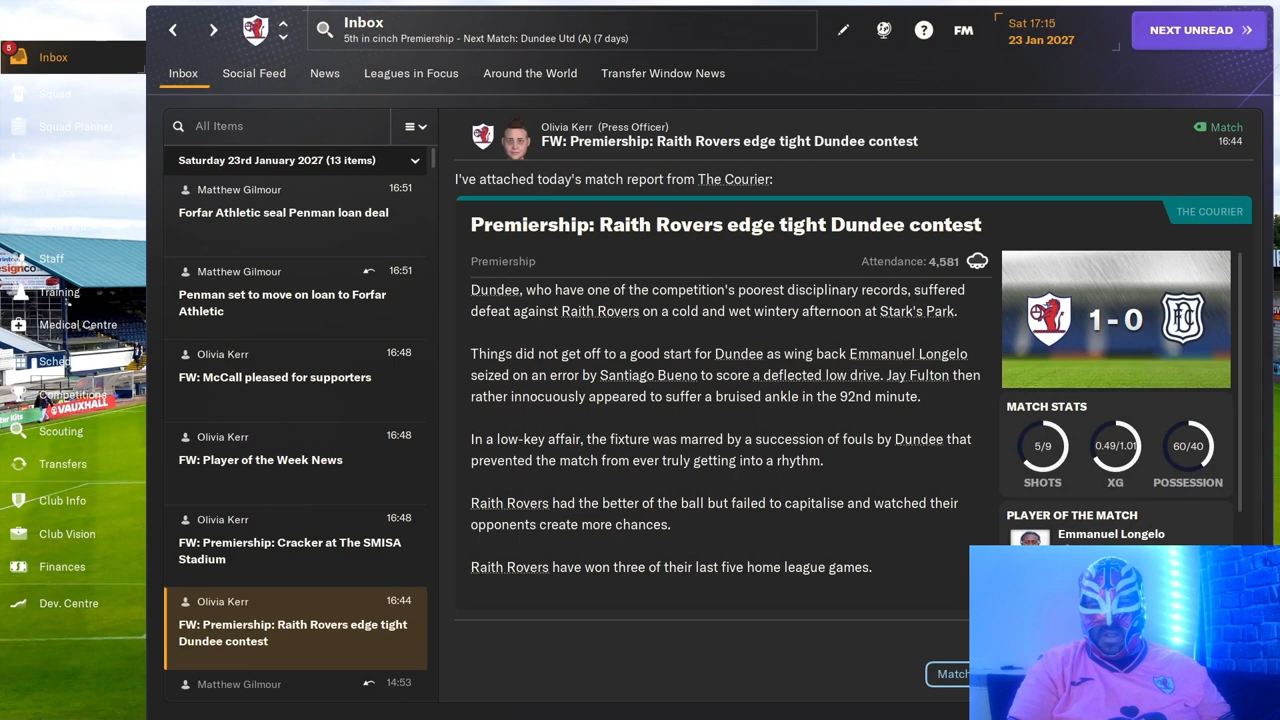 Inbox
5th in cinch Premiership - Next Match: Dundee Utd (A) (7 days)
FM
Sat 17:15
23 Jan 2027
NEXT UNREAD
5
Inbox
Squad
Squad Planner
Staff
Training
Medical Centre
Sched
Competitions
Scouting
Transfers
Club Info
Club Vision
Finances
Dev. Centre
VAUXHALL
Inbox
Social Feed
News
Leagues in Focus
Around the World
Transfer Window News
All Items
Saturday 23rd January 2027 (13 items)
Matthew Gilmour
16:51
Forfar Athletic seal Penman loan deal
Matthew Gilmour
16:51
Penman set to move on loan to Forfar
Athletic
Olivia Kerr
16:48
FW: McCall pleased for supporters
Olivia Kerr
16:48
FW: Player of the Week News
Olivia Kerr
16:48
FW: Premiership: Cracker at The SMISA
Stadium
Olivia Kerr
16:44
FW: Premiership: Raith Rovers edge tight
Dundee contest
Matthew Gilmour
14:53
Olivia Kerr (Press Officer)
FW: Premiership: Raith Rovers edge tight Dundee contest
Match
16:44
I've attached today's match report from The Courier:
THE COURIER
Premiership: Raith Rovers edge tight Dundee contest
Premiership
Attendance: 4,581
Dundee, who have one of the competition's poorest disciplinary records, suffered
defeat against Raith Rovers on a cold and wet wintery afternoon at Stark's Park.
Things did not get off to a good start for Dundee as wing back Emmanuel Longelo
seized on an error by Santiago Bueno to score a deflected low drive. Jay Fulton then
rather innocuously appeared to suffer a bruised ankle in the 92nd minute.
In a low-key affair, the fixture was marred by a succession of fouls by Dundee that
prevented the match from ever truly getting into a rhythm.
Raith Rovers had the better of the ball but failed to capitalise and watched their
opponents create more chances.
Raith Rovers have won three of their last five home league games.
1 - 0
MATCH STATS
5/9
0.49/1.01
60/40
SHOTS
XG
POSSESSION
PLAYER OF THE MATCH
Emmanuel Longelo
Match